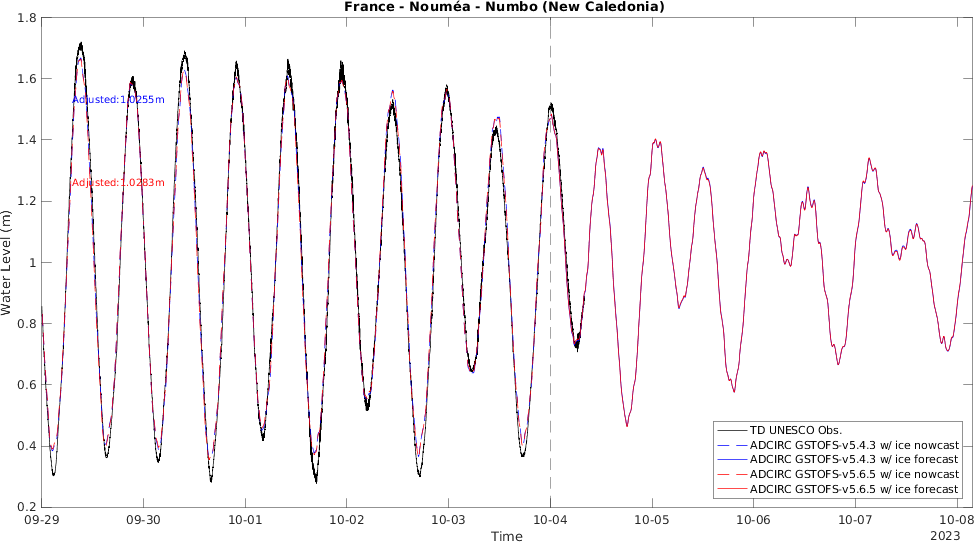 France - Nouméa - Numbo (New Caledonia)
1.8
1.6
1.4
1.2
1
0.8
0.6
0.4
0.2
Water Level (m)
Adjusted:1.0255m
Adjusted:1.0283m
TD UNESCO Obs.
ADCIRC GSTOFS-v5.4.3 w/ ice nowcast
ADCIRC GSTOFS-v5.4.3 w/ ice forecast
ADCIRC GSTOFS-v5.6.5 w/ ice nowcast
ADCIRC GSTOFS-v5.6.5 w/ ice forecast
09-29 09-30 10-01 10-02 10-03 10-04 10-05 10-06 10-07 10-08
2023
Time